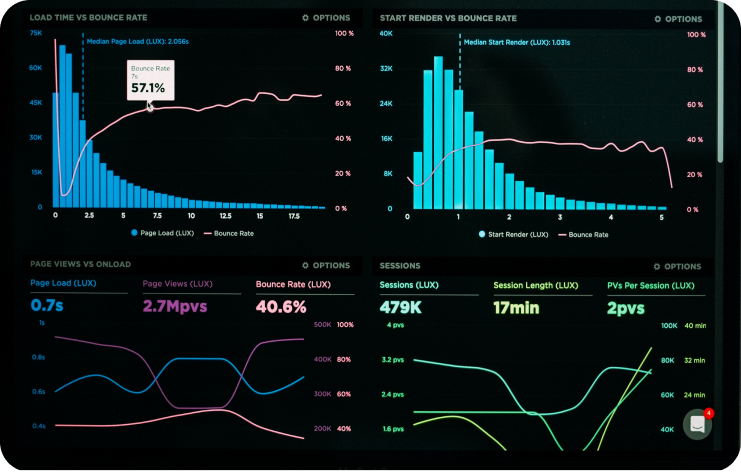 LOAD TIME VS BOUNCE RATE
OPTIONS
75K
60K
45K
30K
15K
0
Median Page Load (LUX): 2.056s
Bounce Rate
7s
57.1%
100 %
80 %
60 %
40 %
20 %
0 %
0 2.5 5 7.5 10 12.5 15 17.5
Page Load (LUX) Bounce Rate
START RENDER VS BOUNCE RATE
OPTIONS
40K
32K
24K
16K
8K
0
Median Start Render (LUX): 1.031s
100 %
80 %
60 %
40 %
20 %
0 %
0 1 2 3 4 5
Start Render (LUX) Bounce Rate
PAGE VIEWS VS ONLOAD
OPTIONS
Page Load (LUX) Page Views (LUX) Bounce Rate (LUX)
0.7s 2.7Mpvs 40.6%
1s
0.8s
0.6s
0.4s
500K 100%
400K 80%
300K 60%
200K 40%
SESSIONS
OPTIONS
Sessions (LUX) Session Length (LUX) PVs Per Session (LUX)
479K 17min 2pvs
4 pvs
3.2 pvs
2.4 pvs
1.6 pvs
100K 40 min
80K 32 min
60K 24 min
40K
4